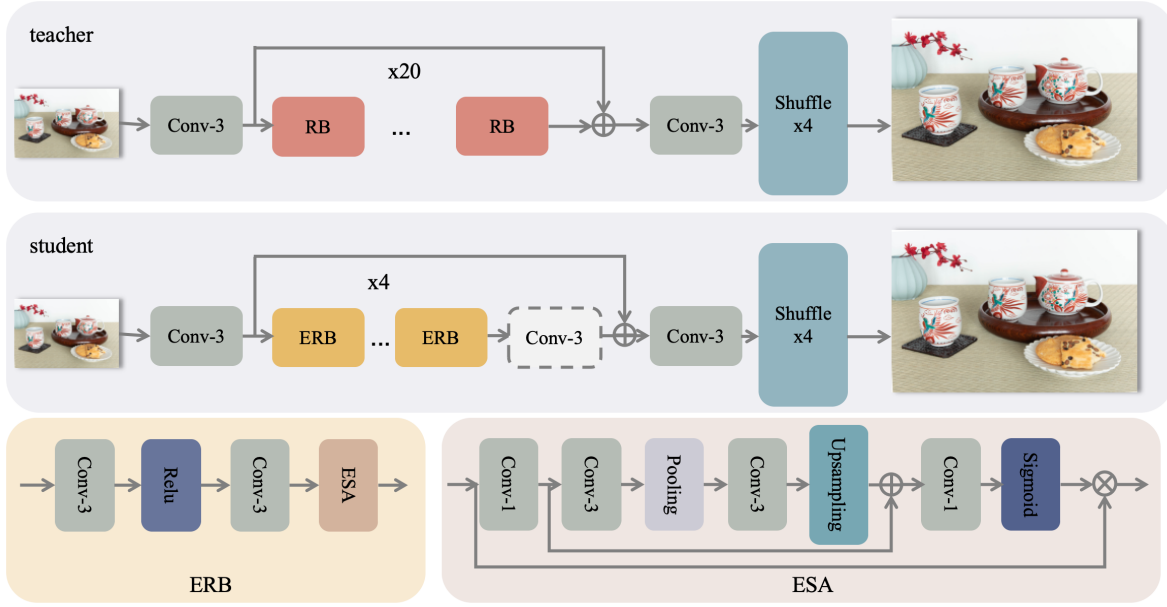 teacher
x20
Conv-3
RB
...
RB
Conv-3
Shuffle
x4
student
x4
Conv-3
ERB
...
ERB
Conv-3
Conv-3
Shuffle
x4
Conv-3
Relu
Conv-3
ESA
ERB
Conv-1
Conv-3
Pooling
Conv-3
Upsampling
Conv-1
Sigmoid
ESA